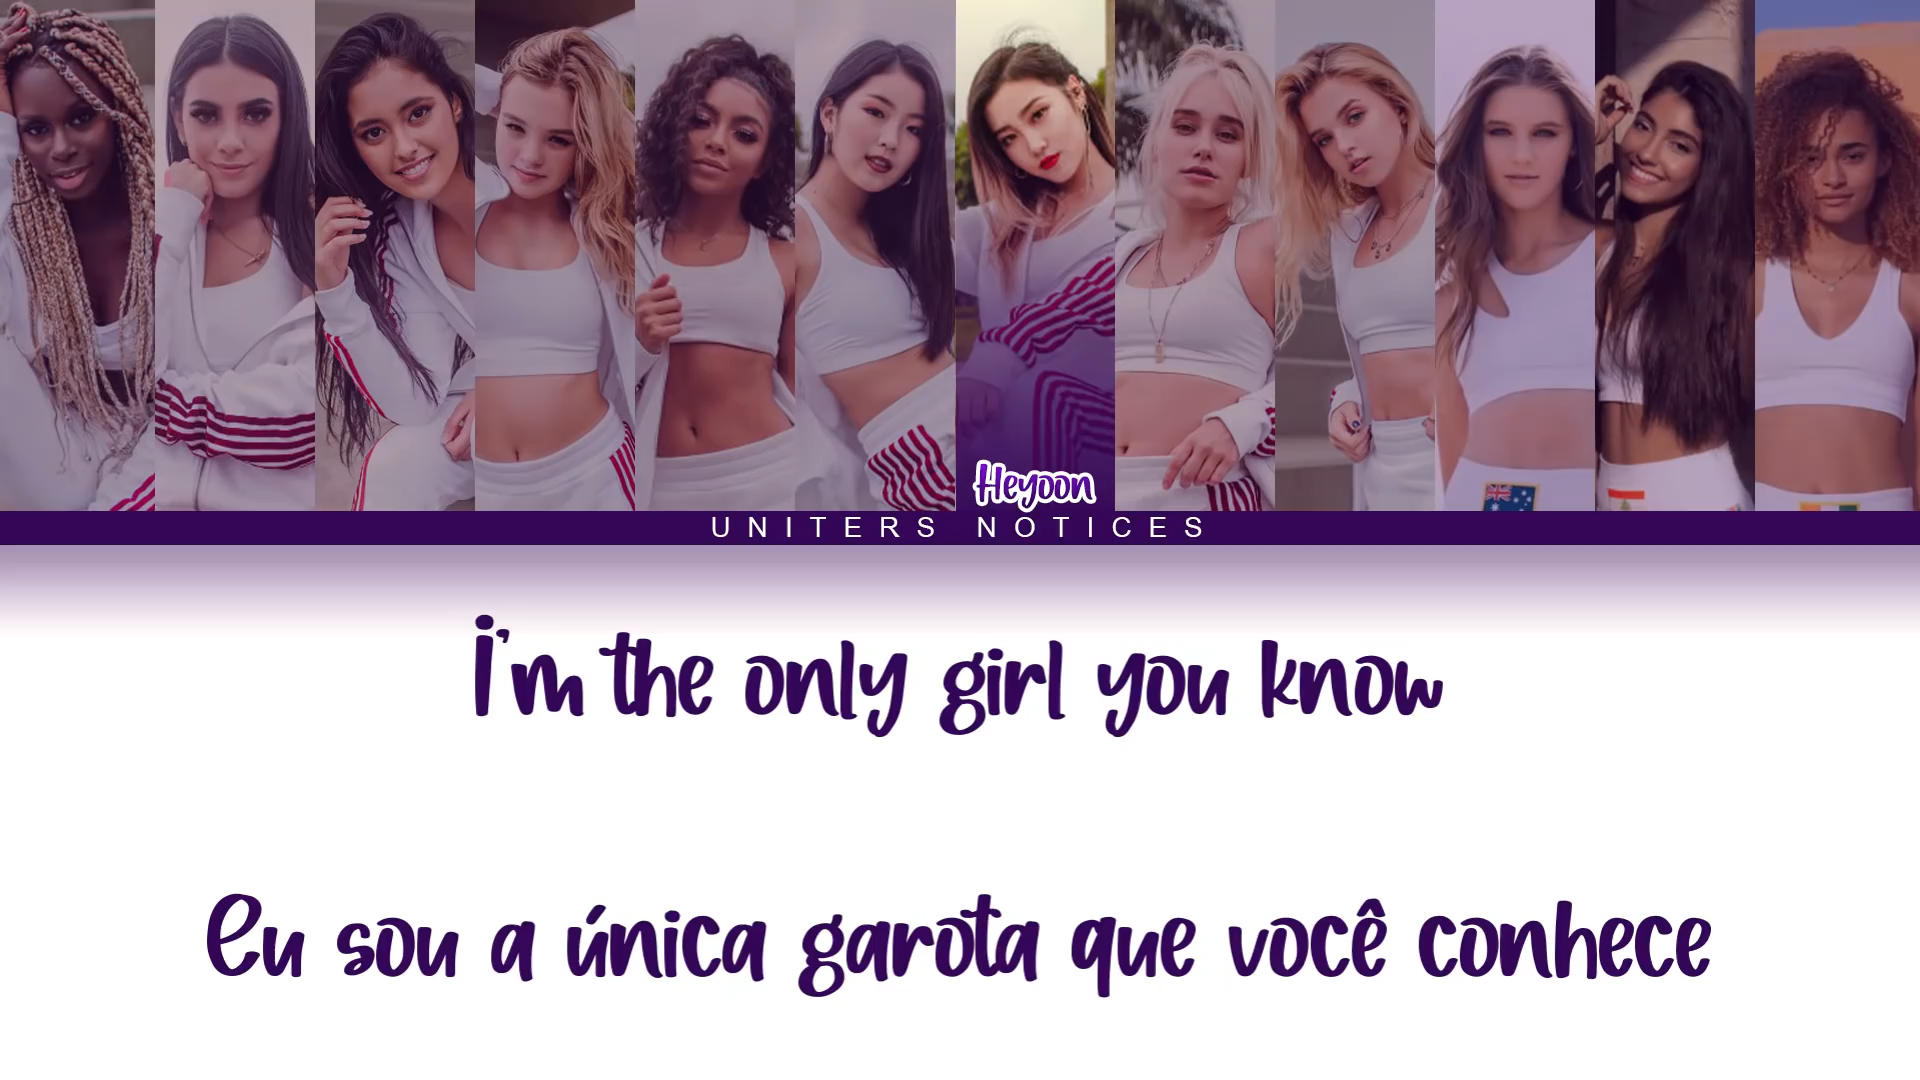 Heyoon
UNITERS NOTICES
I'm the only girl you know
Eu sou a única garota que você conhece